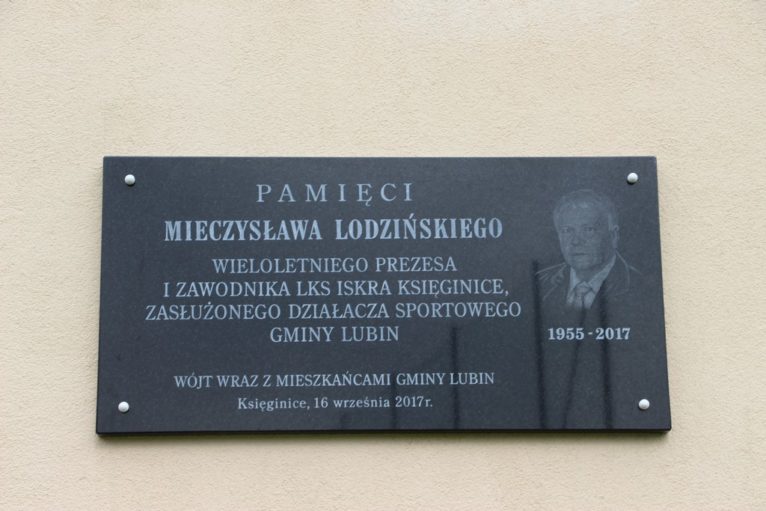 PAMIĘCI
MIECZYSŁAWA LODZIŃSKIEGO
WIELOLETNIEGO PREZESA
I ZAWODNIKA LKS ISKRA KSIĘGINICE,
ZASŁUŻONEGO DZIAŁACZA SPORTOWEGO
GMINY LUBIN
1955 - 2017
WÓJT WRAZ Z MIESZKAŃCAMI GMINY LUBIN
Księginice, 16 września 2017r.